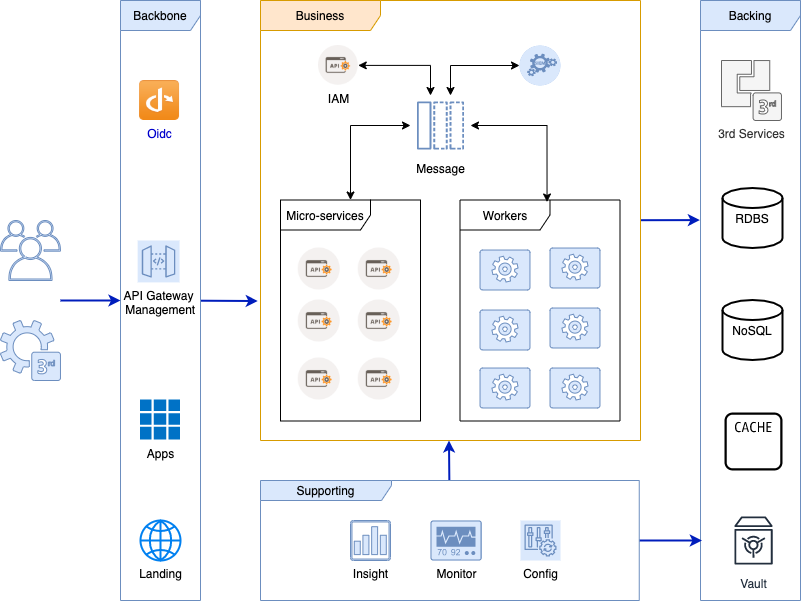 Backbone
Business
Backing
API
IAM
Message
3rd
3rd Services
Oidc
Micro-services
Workers
RDBS
API
API
API Gateway
Management
API
API
NoSQL
3rd
API
API
Apps
CACHE
Supporting
70 92
Landing
Insight
Monitor
Config
Vault